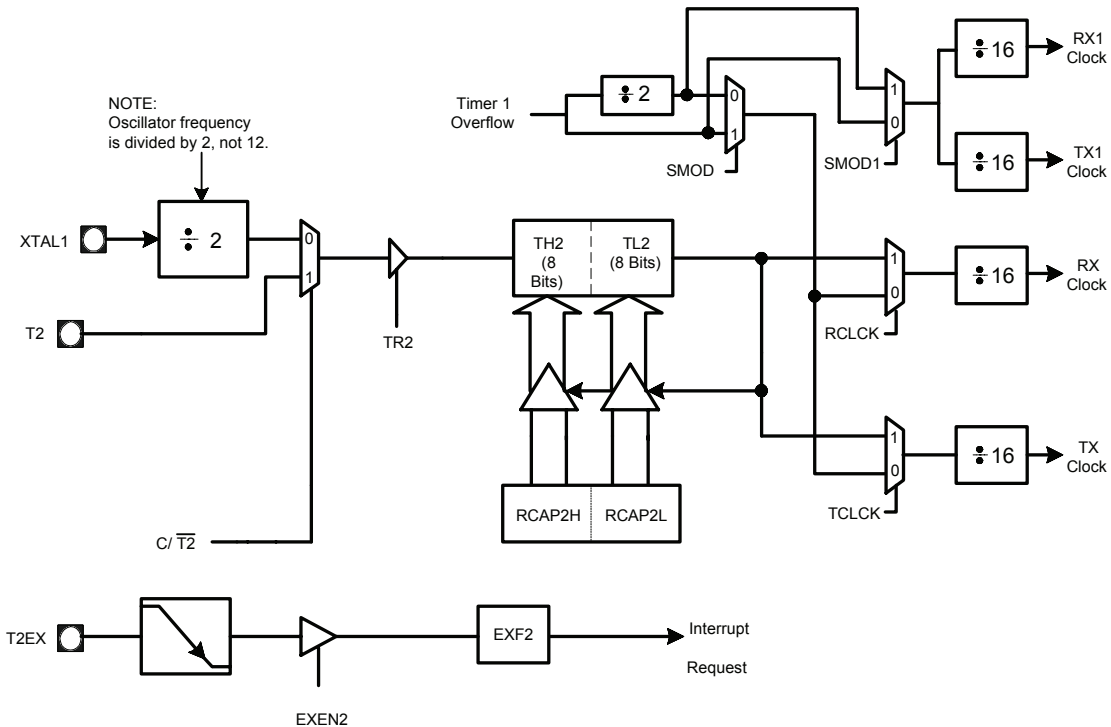 RX1
Clock
÷ 16
÷ 2
Timer 1
Overflow
0
1
SMOD
1
0
SMOD1
TX1
Clock
÷ 16
NOTE:
Oscillator frequency
is divided by 2, not 12.
XTAL1
÷ 2
0
1
T2
TR2
C/ T2
TH2
(8
Bits)
TL2
(8 Bits)
RCAP2H
RCAP2L
1
0
RCLCK
÷ 16
RX
Clock
1
0
TCLCK
÷ 16
TX
Clock
T2EX
EXEN2
EXF2
Interrupt
Request